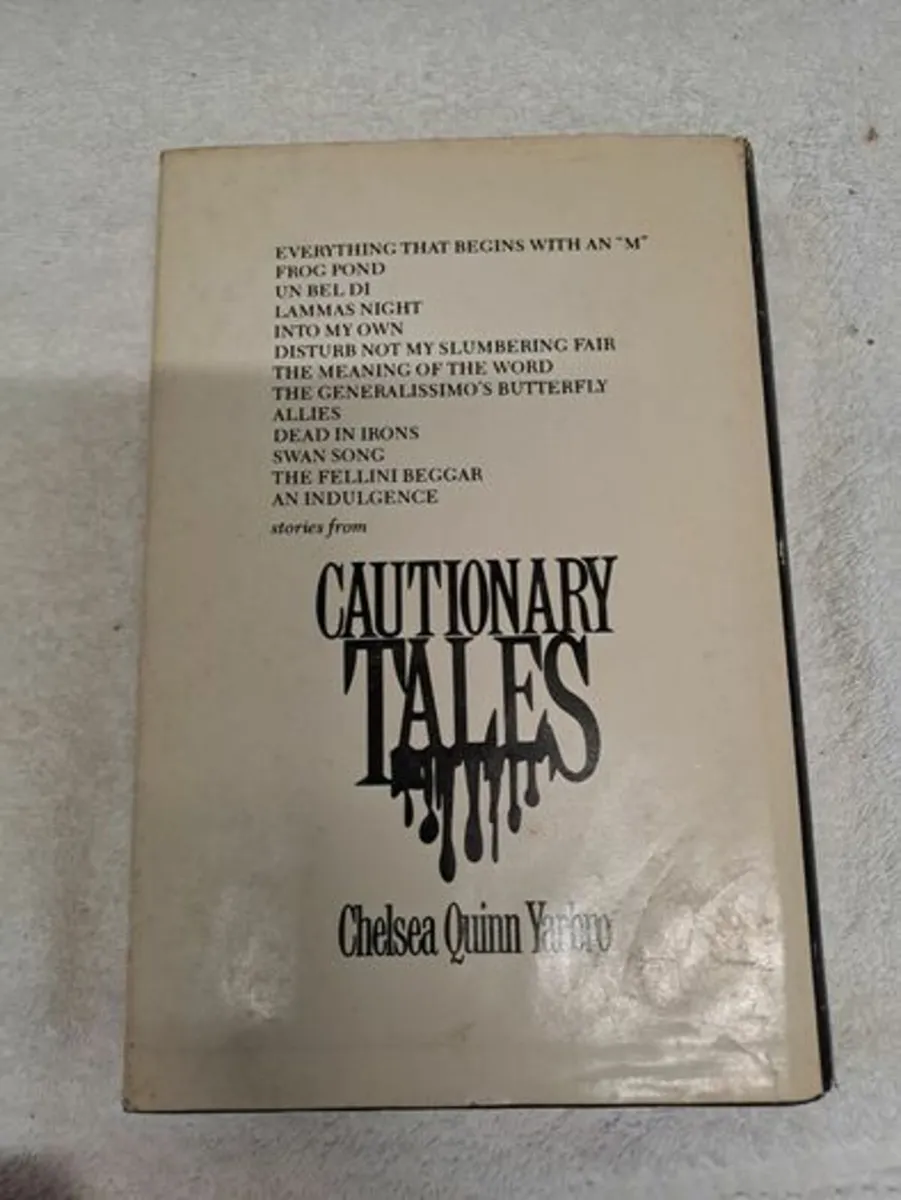 EVERYTHING THAT BEGINS WITH AN "M"
FROG POND
UN BEL DI
LAMMAS NIGHT
INTO MY OWN
DISTURB NOT MY SLUMBERING FAIR
THE MEANING OF THE WORD
THE GENERALISSIMO'S BUTTERFLY
ALLIES
DEAD IN IRONS
SWAN SONG
THE FELLINI BEGGAR
AN INDULGENCE
stories from
CAUTIONARY
TALES
Chelsea Quinn Yarbro